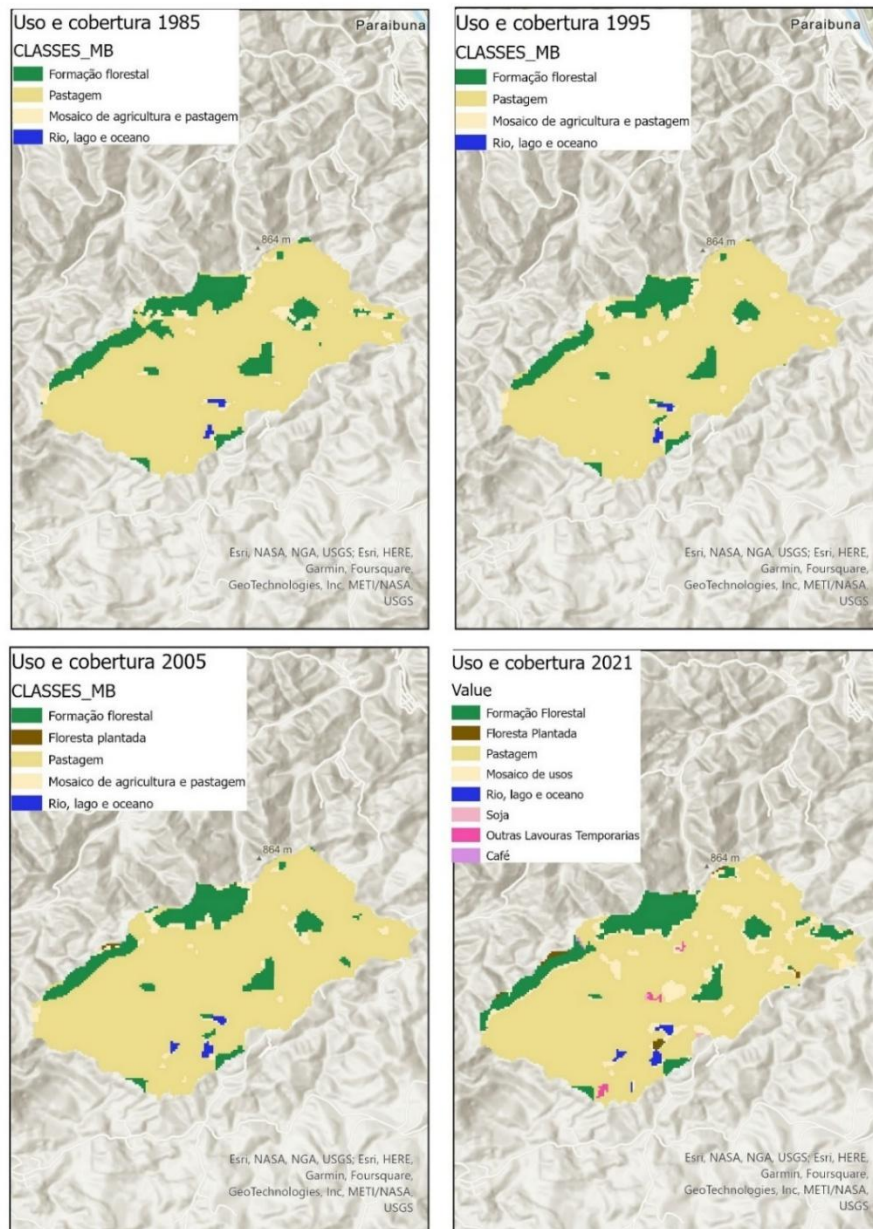 Uso e cobertura 1985
Paraibuna
CLASSES_MB
Formação florestal
Pastagem
Mosaico de agricultura e pastagem
Rio, lago e oceano
864 m
Esri, NASA, NGA, USGS; Esri, HERE,
Garmin, Foursquare,
GeoTechnologies, Inc, METI/NASA,
USGS
Uso e cobertura 1995
Paraibuna
CLASSES_MB
Formação florestal
Pastagem
Mosaico de agricultura e pastagem
Rio, lago e oceano
864 m
Esri, NASA, NGA, USGS; Esri, HERE,
Garmin, Foursquare,
GeoTechnologies, Inc, METI/NASA,
USGS
Uso e cobertura 2005
CLASSES_MB
Formação florestal
Floresta plantada
Pastagem
Mosaico de agricultura e pastagem
Rio, lago e oceano
864 m
Esri, NASA, NGA, USGS; Esri, HERE,
Garmin, Foursquare,
GeoTechnologies, Inc, METI/NASA,
USGS
Uso e cobertura 2021
Value
Formação Florestal
Floresta Plantada
Pastagem
Mosaico de usos
Rio, lago e oceano
Soja
Outras Lavouras Temporarias
Café
864 m
Esri, NASA, NGA, USGS; Esri, HERE,
Garmin, Foursquare,
GeoTechnologies, Inc, METI/NASA,
USGS